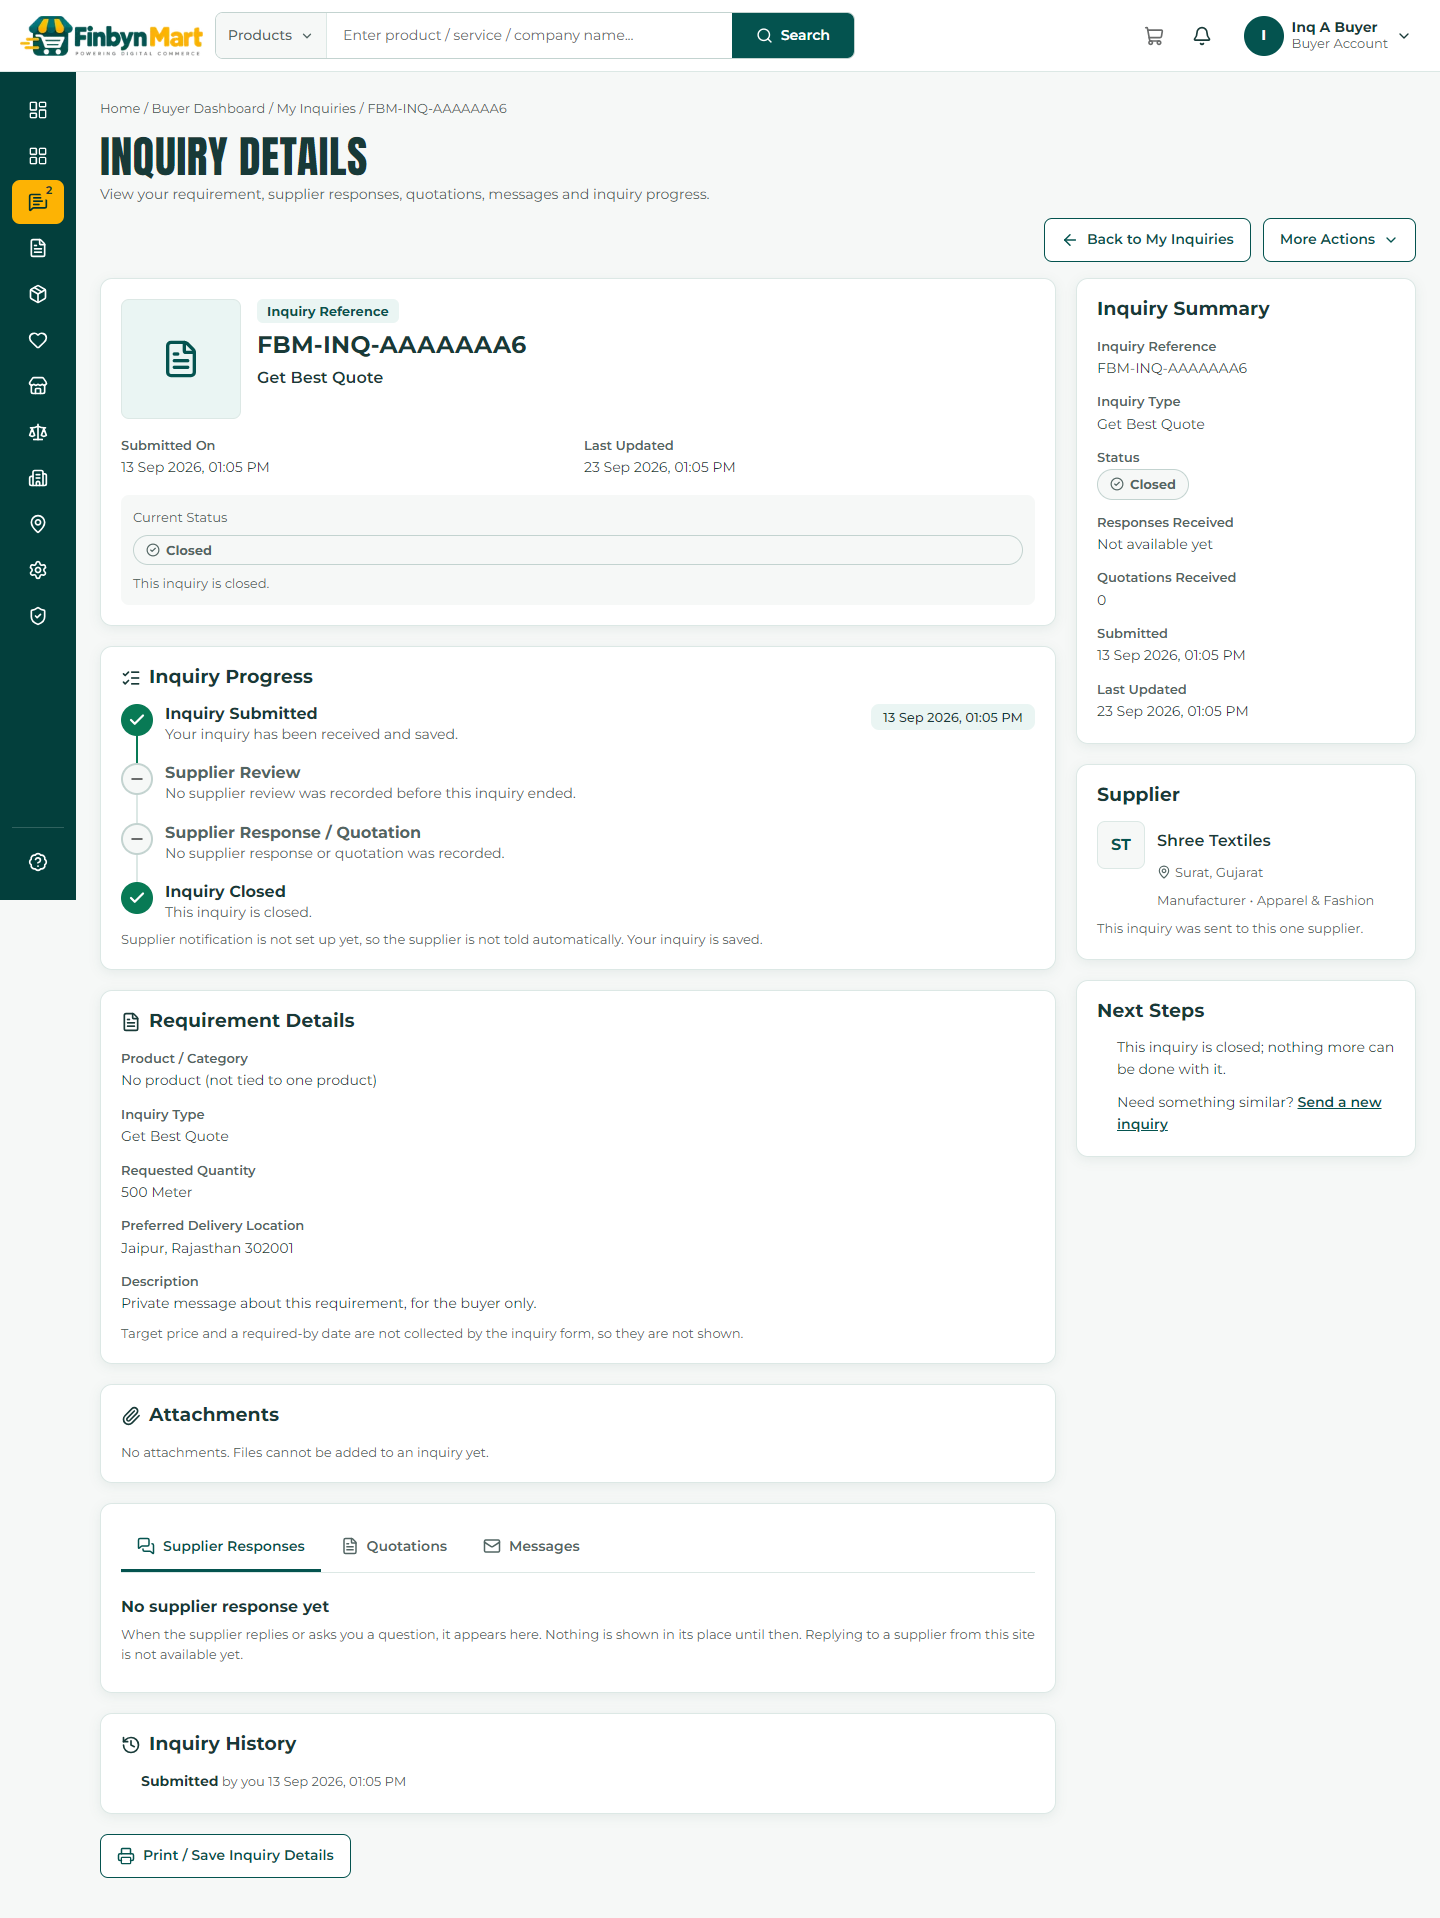 FinbynMart
POWERING DIGITAL COMMERCE
Products
Enter product / service / company name...
Search
I
Inq A Buyer
Buyer Account
2
Home / Buyer Dashboard / My Inquiries / FBM-INQ-AAAAAAA6
INQUIRY DETAILS
View your requirement, supplier responses, quotations, messages and inquiry progress.
Back to My Inquiries
More Actions
Inquiry Reference
FBM-INQ-AAAAAAA6
Get Best Quote
Submitted On
13 Sep 2026, 01:05 PM
Last Updated
23 Sep 2026, 01:05 PM
Current Status
Closed
This inquiry is closed.
Inquiry Progress
Inquiry Submitted
Your inquiry has been received and saved.
13 Sep 2026, 01:05 PM
Supplier Review
No supplier review was recorded before this inquiry ended.
Supplier Response / Quotation
No supplier response or quotation was recorded.
Inquiry Closed
This inquiry is closed.
Supplier notification is not set up yet, so the supplier is not told automatically. Your inquiry is saved.
Requirement Details
Product / Category
No product (not tied to one product)
Inquiry Type
Get Best Quote
Requested Quantity
500 Meter
Preferred Delivery Location
Jaipur, Rajasthan 302001
Description
Private message about this requirement, for the buyer only.
Target price and a required-by date are not collected by the inquiry form, so they are not shown.
Attachments
No attachments. Files cannot be added to an inquiry yet.
Supplier Responses
Quotations
Messages
No supplier response yet
When the supplier replies or asks you a question, it appears here. Nothing is shown in its place until then. Replying to a supplier from this site
is not available yet.
Inquiry History
Submitted by you 13 Sep 2026, 01:05 PM
Print / Save Inquiry Details
Inquiry Summary
Inquiry Reference
FBM-INQ-AAAAAAA6
Inquiry Type
Get Best Quote
Status
Closed
Responses Received
Not available yet
Quotations Received
0
Submitted
13 Sep 2026, 01:05 PM
Last Updated
23 Sep 2026, 01:05 PM
Supplier
ST
Shree Textiles
Surat, Gujarat
Manufacturer • Apparel & Fashion
This inquiry was sent to this one supplier.
Next Steps
This inquiry is closed; nothing more can
be done with it.
Need something similar? Send a new
inquiry